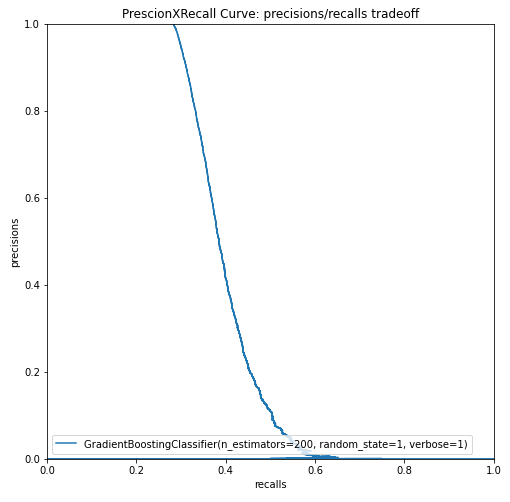 PrescionXRecall Curve: precisions/recalls tradeoff
1.0
0.8
0.6
0.4
0.2
0.0
precisions
GradientBoostingClassifier(n_estimators=200, random_state=1, verbose=1)
0.0 0.2 0.4 0.6 0.8 1.0
recalls